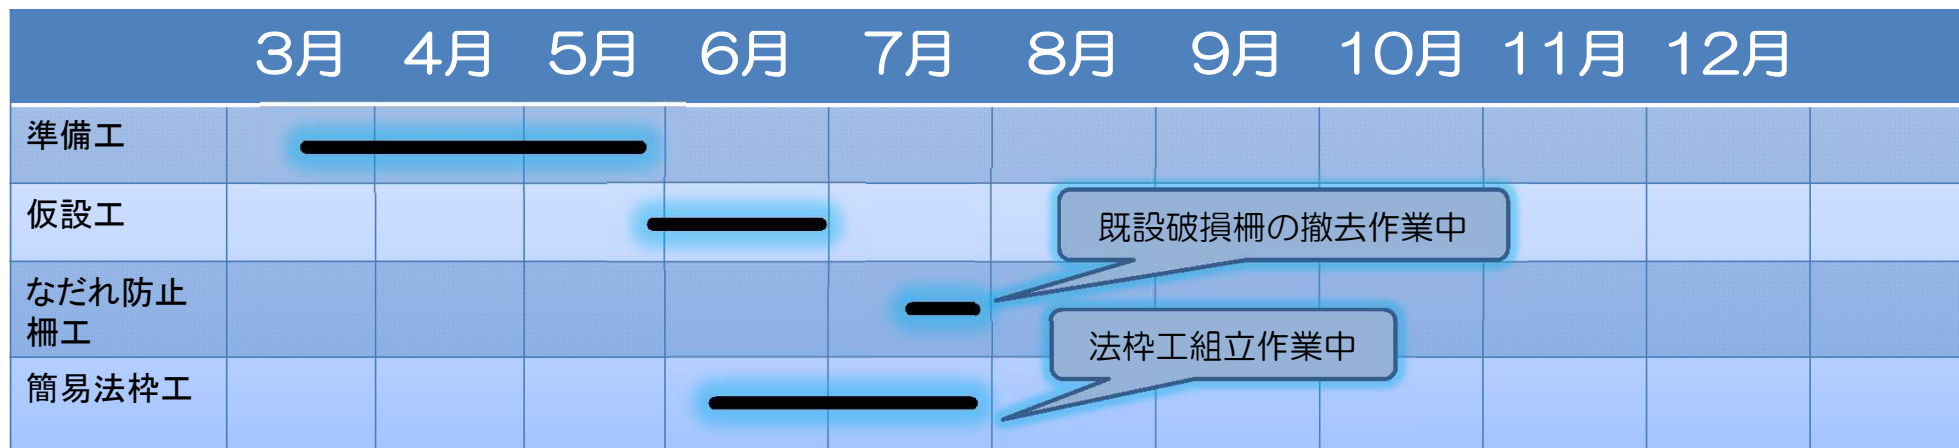 3月 4月 5月 6月 7月 8月 9月 10月 11月 12月
準備工
仮設工
既設破損柵の撤去作業中
なだれ防止
柵工
法枠工組立作業中
簡易法枠工